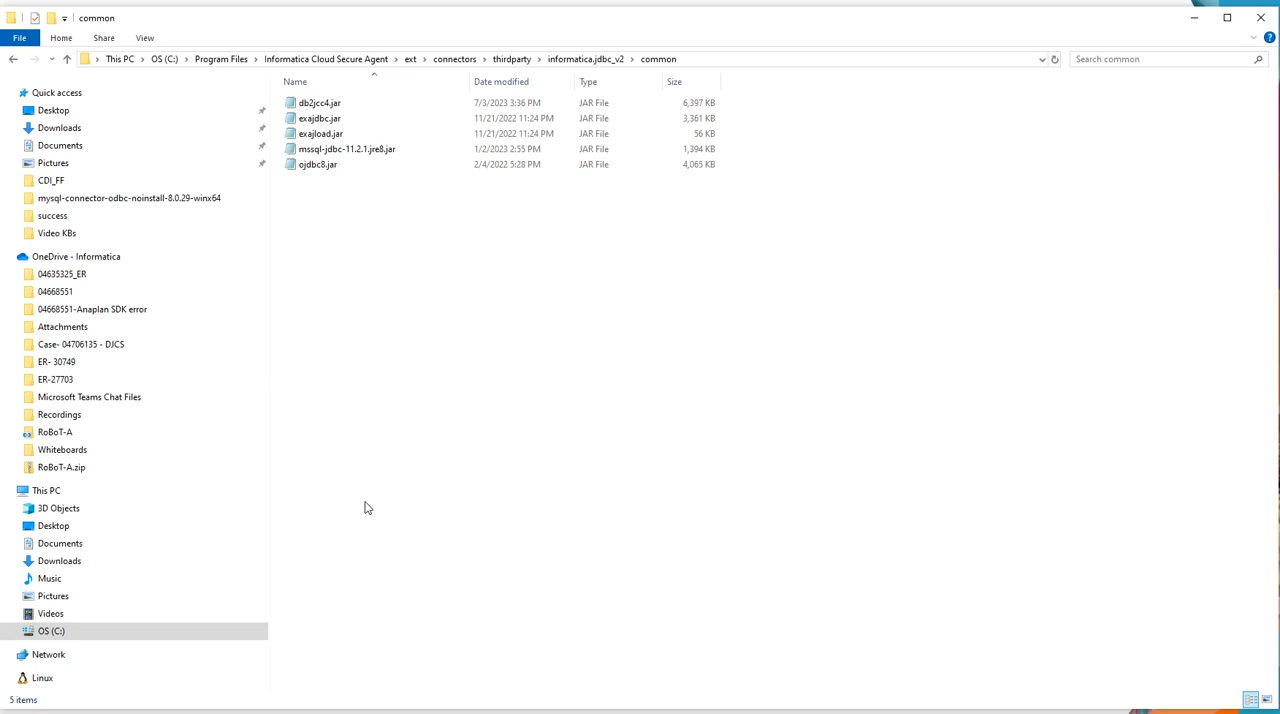 common
File Home Share View
This PC OS (C:) Program Files Informatica Cloud Secure Agent ext connectors thirdparty informatica.jdbc_v2 common Search common
Name Date modified Type Size
db2jcc4.jar 7/3/2023 3:36 PM JAR File 6,397 KB
exajdbc.jar 11/21/2022 11:24 PM JAR File 3,361 KB
exajload.jar 11/21/2022 11:24 PM JAR File 56 KB
mssql-jdbc-11.2.1.jre8.jar 1/2/2023 2:55 PM JAR File 1,394 KB
ojdbc8.jar 2/4/2022 5:28 PM JAR File 4,065 KB
Quick access
Desktop
Downloads
Documents
Pictures
CDI_FF
mysql-connector-odbc-noinstall-8.0.29-winx64
success
Video KBs
OneDrive - Informatica
04635325_ER
04668551
04668551-Anaplan SDK error
Attachments
Case- 04706135 - DJCS
ER- 30749
ER-27703
Microsoft Teams Chat Files
Recordings
RoBoT-A
Whiteboards
RoBoT-A.zip
This PC
3D Objects
Desktop
Documents
Downloads
Music
Pictures
Videos
OS (C:)
Network
Linux
5 items